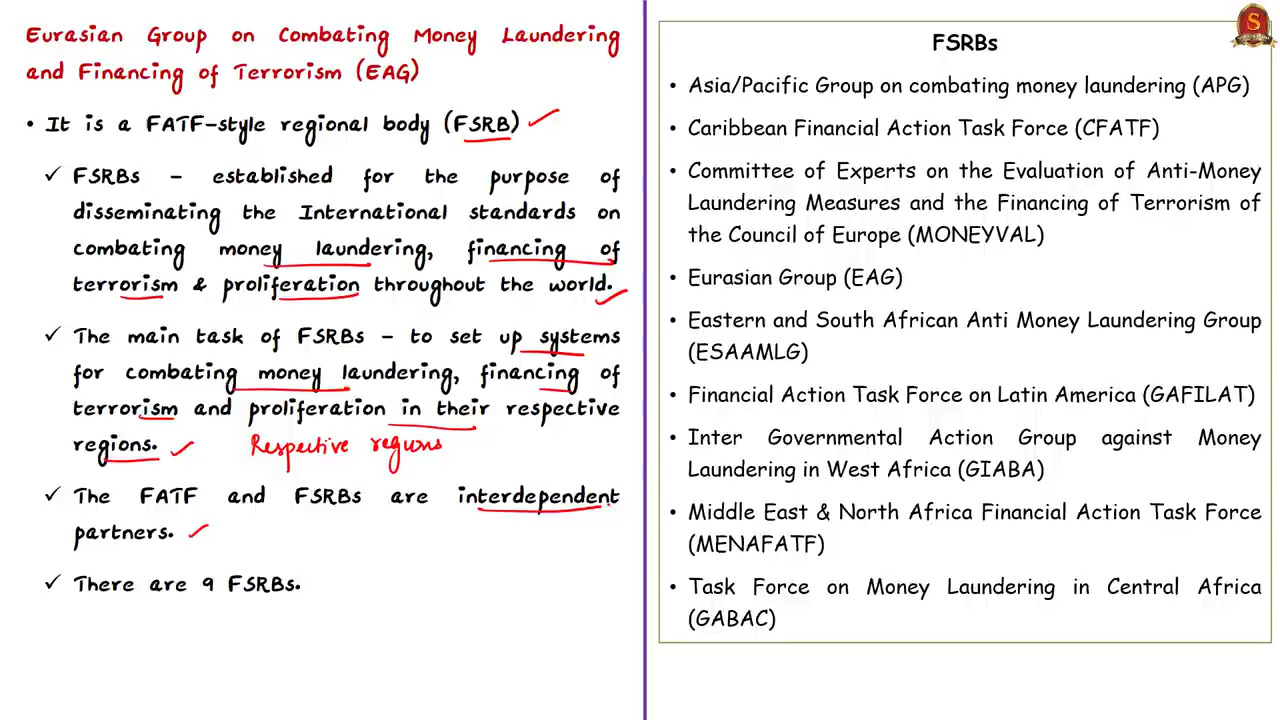 Eurasian Group on Combating Money Laundering
and Financing of Terrorism (EAG)
• It is a FATF-style regional body (FSRB)
✓ FSRBs – established for the purpose of
disseminating the International standards on
combating money laundering, financing of
terrorism & proliferation throughout the world.
✓ The main task of FSRBs – to set up systems
for combating money laundering, financing of
terrorism and proliferation in their respective
regions.
Respective regions
✓ The FATF and FSRBs are interdependent
partners.
✓ There are 9 FSRBs.
FSRBs
• Asia/Pacific Group on combating money laundering (APG)
• Caribbean Financial Action Task Force (CFATF)
• Committee of Experts on the Evaluation of Anti-Money
Laundering Measures and the Financing of Terrorism of
the Council of Europe (MONEYVAL)
• Eurasian Group (EAG)
• Eastern and South African Anti Money Laundering Group
(ESAAMLG)
• Financial Action Task Force on Latin America (GAFILAT)
• Inter Governmental Action Group against Money
Laundering in West Africa (GIABA)
• Middle East & North Africa Financial Action Task Force
(MENAFATF)
• Task Force on Money Laundering in Central Africa
(GABAC)
S